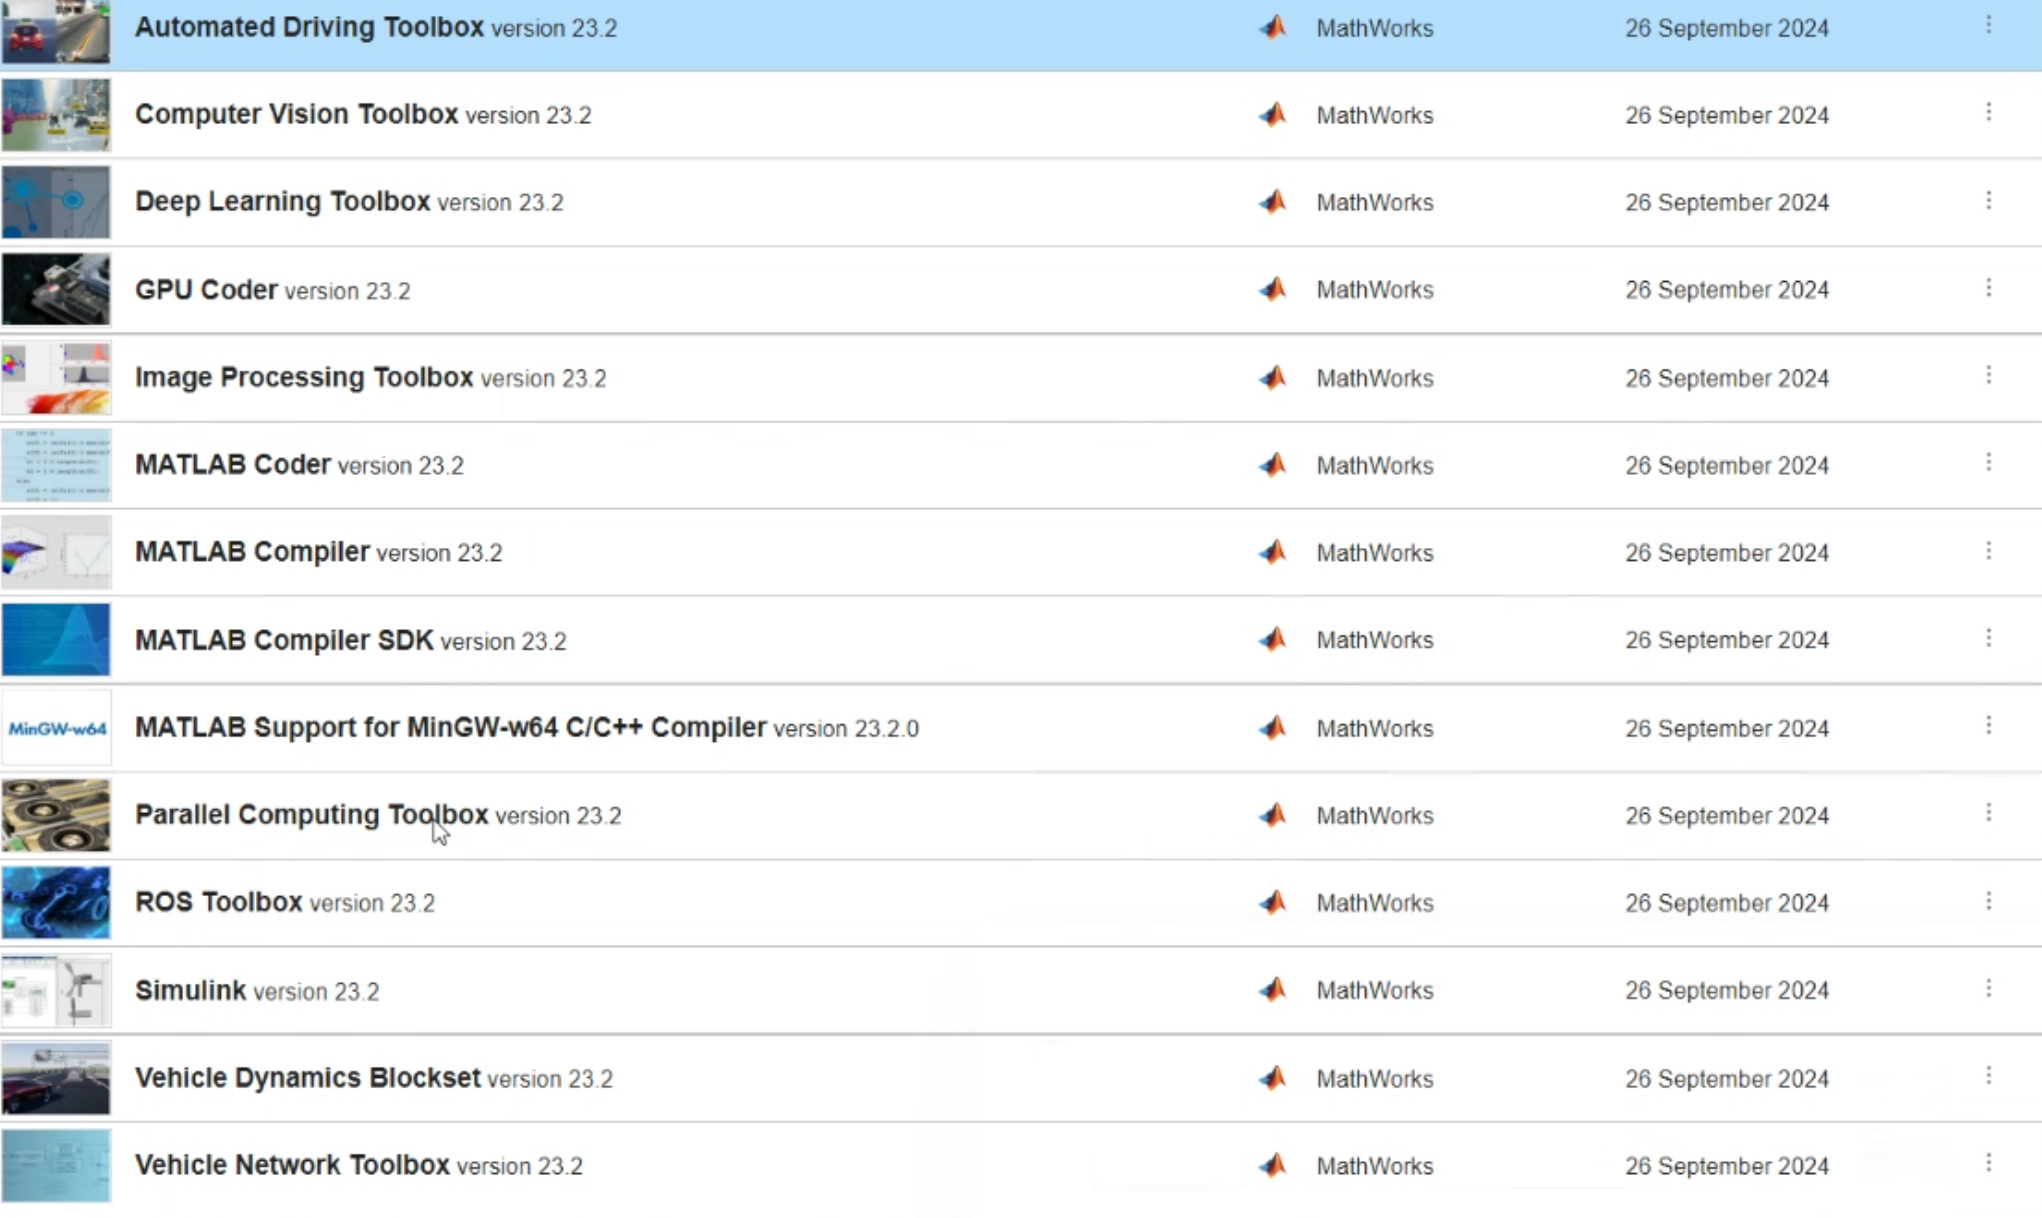 Automated Driving Toolbox version 23.2 MathWorks 26 September 2024
Computer Vision Toolbox version 23.2 MathWorks 26 September 2024
Deep Learning Toolbox version 23.2 MathWorks 26 September 2024
GPU Coder version 23.2 MathWorks 26 September 2024
Image Processing Toolbox version 23.2 MathWorks 26 September 2024
MATLAB Coder version 23.2 MathWorks 26 September 2024
MATLAB Compiler version 23.2 MathWorks 26 September 2024
MATLAB Compiler SDK version 23.2 MathWorks 26 September 2024
MinGW-w64 MATLAB Support for MinGW-w64 C/C++ Compiler version 23.2.0 MathWorks 26 September 2024
Parallel Computing Toolbox version 23.2 MathWorks 26 September 2024
ROS Toolbox version 23.2 MathWorks 26 September 2024
Simulink version 23.2 MathWorks 26 September 2024
Vehicle Dynamics Blockset version 23.2 MathWorks 26 September 2024
Vehicle Network Toolbox version 23.2 MathWorks 26 September 2024